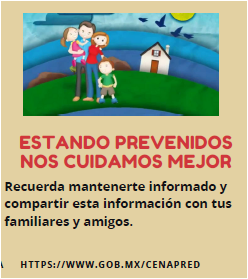 ESTANDO PREVENIDOS
NOS CUIDAMOS MEJOR
Recuerda mantenerte informado y
compartir esta información con tus
familiares y amigos.
HTTPS://WWW.GOB.MX/CENAPRED